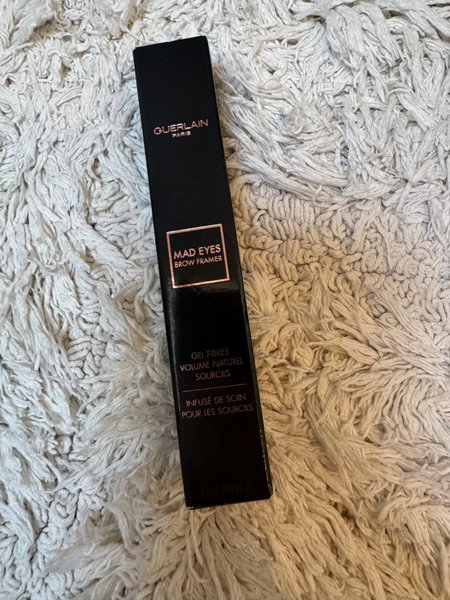 GUERLAIN
PARIS
MAD EYES
BROW FRAMER
GEL FIBRES
VOLUME NATUREL
SOURCILS
INFUSÉ DE SOIN
POUR LES SOURCILS